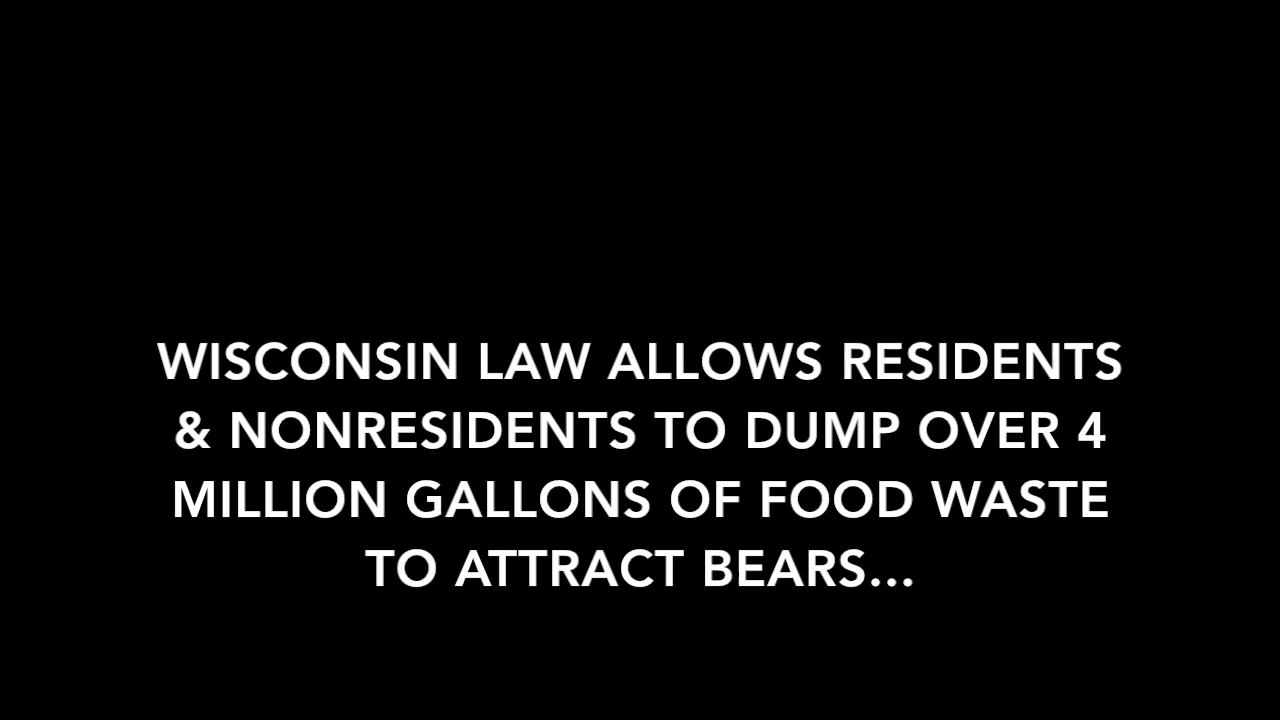 WISCONSIN LAW ALLOWS RESIDENTS
& NONRESIDENTS TO DUMP OVER 4
MILLION GALLONS OF FOOD WASTE
TO ATTRACT BEARS...